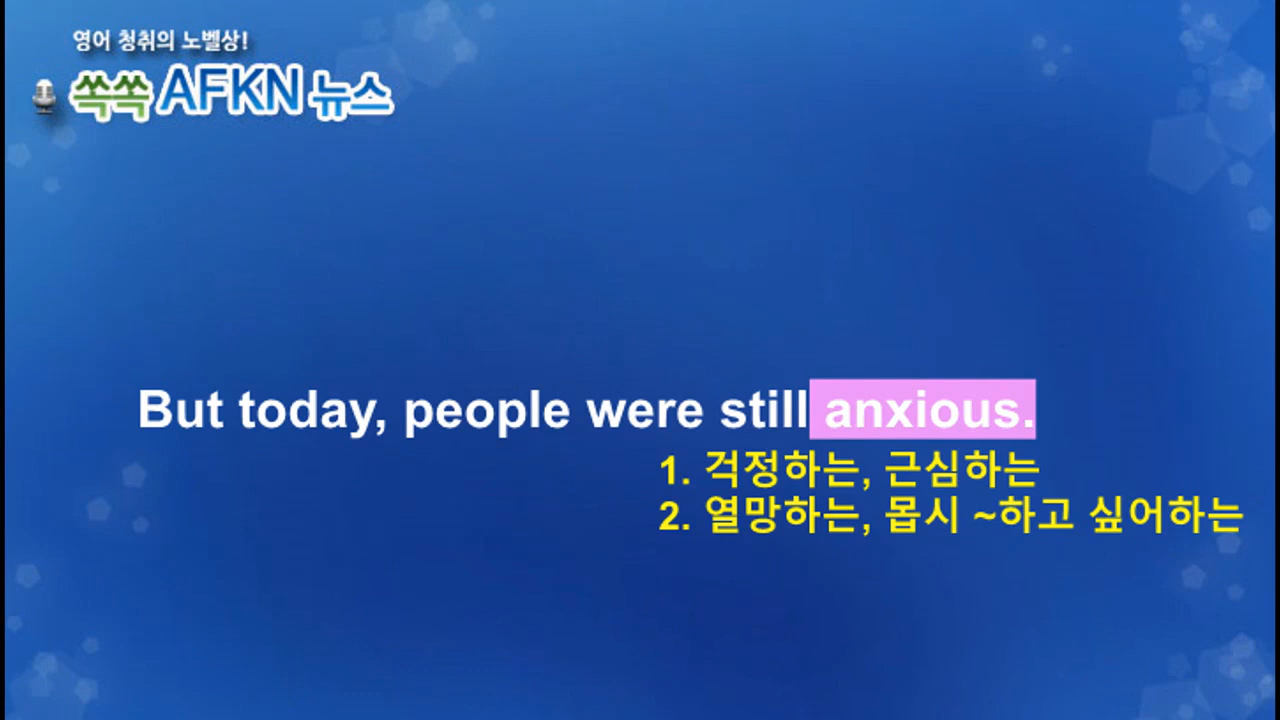 영어 청취의 노벨상!
쏙쏙 AFKN 뉴스
But today, people were still anxious.
1. 걱정하는, 근심하는
2. 열망하는, 몹시 ~하고 싶어하는